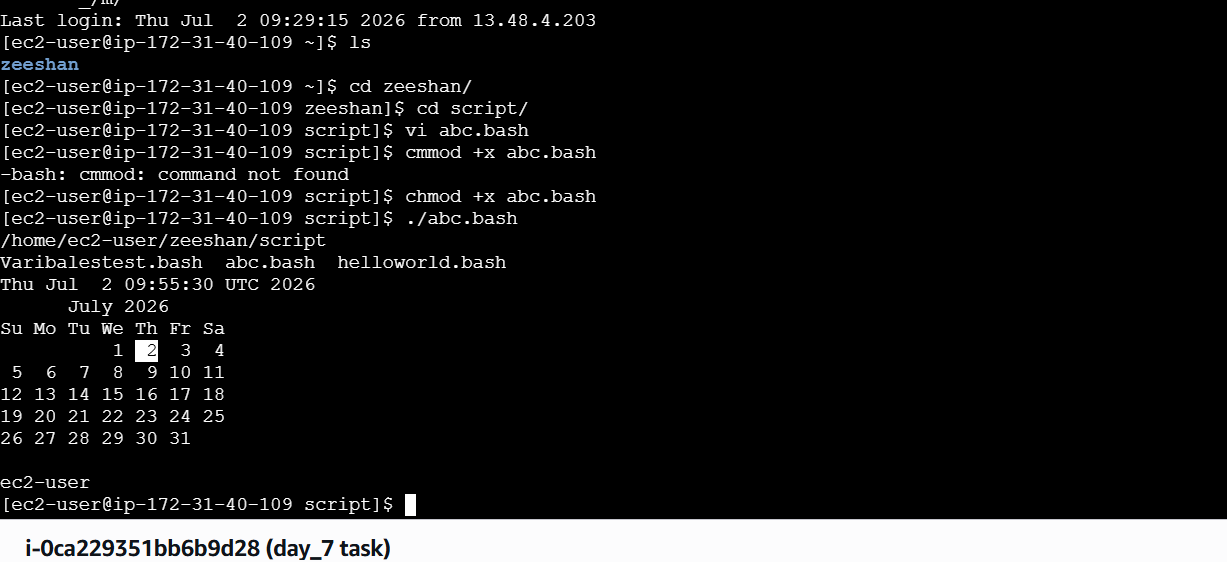 _/m/
Last login: Thu Jul  2 09:29:15 2026 from 13.48.4.203
[ec2-user@ip-172-31-40-109 ~]$ ls
zeeshan
[ec2-user@ip-172-31-40-109 ~]$ cd zeeshan/
[ec2-user@ip-172-31-40-109 zeeshan]$ cd script/
[ec2-user@ip-172-31-40-109 script]$ vi abc.bash
[ec2-user@ip-172-31-40-109 script]$ cmmod +x abc.bash
-bash: cmmod: command not found
[ec2-user@ip-172-31-40-109 script]$ chmod +x abc.bash
[ec2-user@ip-172-31-40-109 script]$ ./abc.bash
/home/ec2-user/zeeshan/script
Varibalestest.bash  abc.bash  helloworld.bash
Thu Jul  2 09:55:30 UTC 2026
      July 2026
Su Mo Tu We Th Fr Sa
          1  2  3  4
 5  6  7  8  9 10 11
12 13 14 15 16 17 18
19 20 21 22 23 24 25
26 27 28 29 30 31
ec2-user
[ec2-user@ip-172-31-40-109 script]$
i-0ca229351bb6b9d28 (day_7 task)